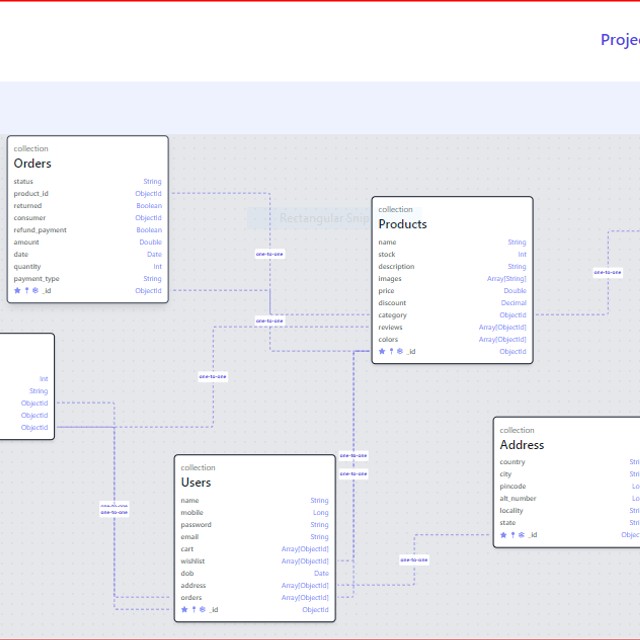 Projec
collection
Orders
status String
product_id ObjectId
returned Boolean
consumer ObjectId
refund_payment Boolean
amount Double
date Date
quantity Int
payment_type String
_id ObjectId
Rectangular Snip
collection
Products
name String
stock Int
description String
images Array[String]
price Double
discount Decimal
category ObjectId
reviews Array[ObjectId]
colors Array[ObjectId]
_id ObjectId
one-to-one
one-to-one
one-to-one
one-to-one
Int
String
ObjectId
ObjectId
ObjectId
collection
Users
name String
mobile Long
password String
email String
cart Array[ObjectId]
wishlist Array[ObjectId]
dob Date
address Array[ObjectId]
orders Array[ObjectId]
_id ObjectId
one-to-one
one-to-one
one-to-one
one-to-one
collection
Address
country Stri
city Stri
pincode Lo
alt_number Lo
locality Stri
state Stri
_id Objec